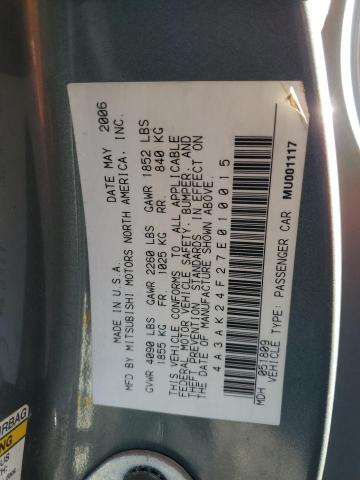 MADE IN U.S.A. DATE MAY 2006
BY MITSUBISHI MOTORS NORTH AMERICA, INC.
GVWR 4090 LBS GAWR 2260 LBS GAWR 1852 LBS
1855 KG FR. 1025 KG RR. 840 KG
THIS VEHICLE CONFORMS TO ALL APPLICABLE
FEDERAL MOTOR VEHICLE SAFETY, BUMPER, AND
THEFT PREVENTION STANDARDS IN EFFECT ON
THE DATE OF MANUFACTURE SHOWN ABOVE.
4A3AK24F27E010015
MDH 051809
VEHICLE TYPE: PASSENGER CAR
MU001117
IRBAG
NG